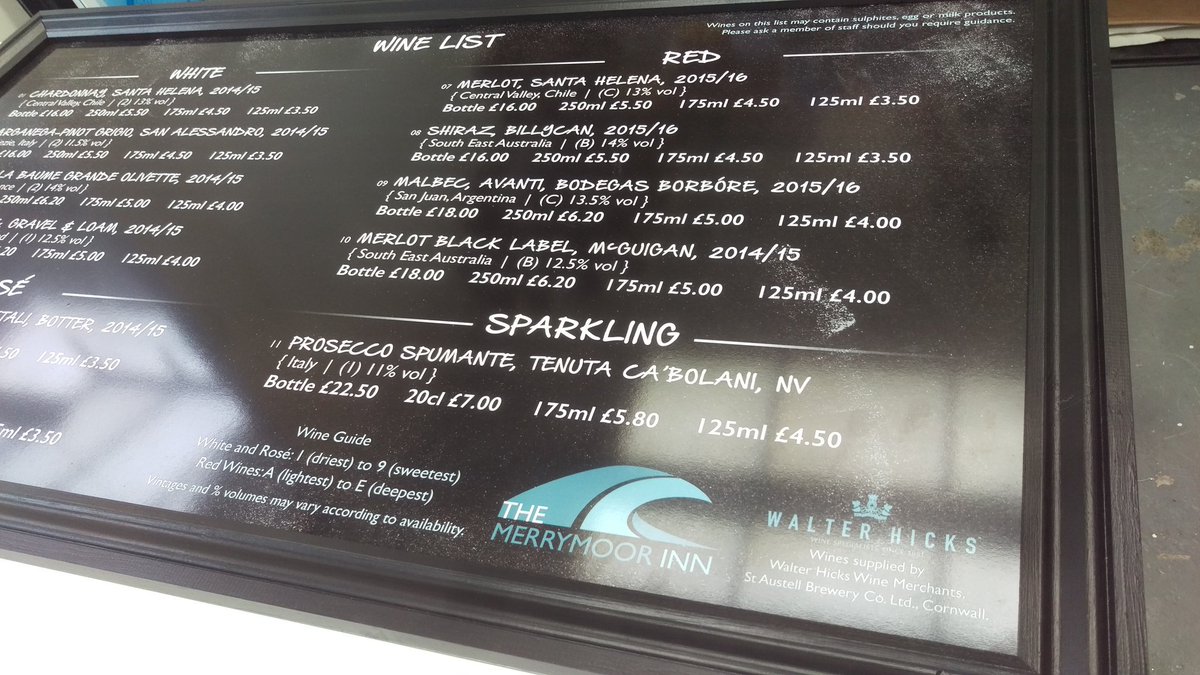 Wines on this list may contain sulphites, egg or milk products.
Please ask a member of staff should you require guidance.
WINE LIST
WHITE
01 CHARDONNAY, SANTA HELENA, 2014/15
{ Central Valley, Chile | (2) 13% vol }
Bottle £16.00 250ml £5.50 175ml £4.50 125ml £3.50
GARGANEGA-PINOT GRIGIO, SAN ALESSANDRO, 2014/15
Italy | (2) 11.5% vol }
£16.00 250ml £5.50 175ml £4.50 125ml £3.50
LA BAUME GRANDE OLIVETTE, 2014/15
| (2) 14% vol }
250ml £6.20 175ml £5.00 125ml £4.00
GRAVEL & LOAM, 2014/15
| (1) 12.5% vol }
175ml £5.00 125ml £4.00
SÉ
BOTTER, 2014/15
125ml £3.50
£3.50
RED
07 MERLOT, SANTA HELENA, 2015/16
{ Central Valley, Chile | (C) 13% vol }
Bottle £16.00 250ml £5.50 175ml £4.50 125ml £3.50
08 SHIRAZ, BILLYCAN, 2015/16
{ South East Australia | (B) 14% vol }
Bottle £16.00 250ml £5.50 175ml £4.50 125ml £3.50
09 MALBEC, AVANTI, BODEGAS BORBÓRE, 2015/16
{ San Juan, Argentina | (C) 13.5% vol }
Bottle £18.00 250ml £6.20 175ml £5.00 125ml £4.00
10 MERLOT BLACK LABEL, McGUIGAN, 2014/15
{ South East Australia | (B) 12.5% vol }
Bottle £18.00 250ml £6.20 175ml £5.00 125ml £4.00
SPARKLING
11 PROSECCO SPUMANTE, TENUTA CA'BOLANI, NV
{ Italy | (1) 11% vol }
Bottle £22.50 20cl £7.00 175ml £5.80 125ml £4.50
Wine Guide
White and Rosé: 1 (driest) to 9 (sweetest)
Red Wines: A (lightest) to E (deepest)
Vintages and % volumes may vary according to availability.
THE
MERRYMOOR INN
WALTER HICKS
Wines supplied by
Walter Hicks Wine Merchants,
St Austell Brewery Co. Ltd., Cornwall.